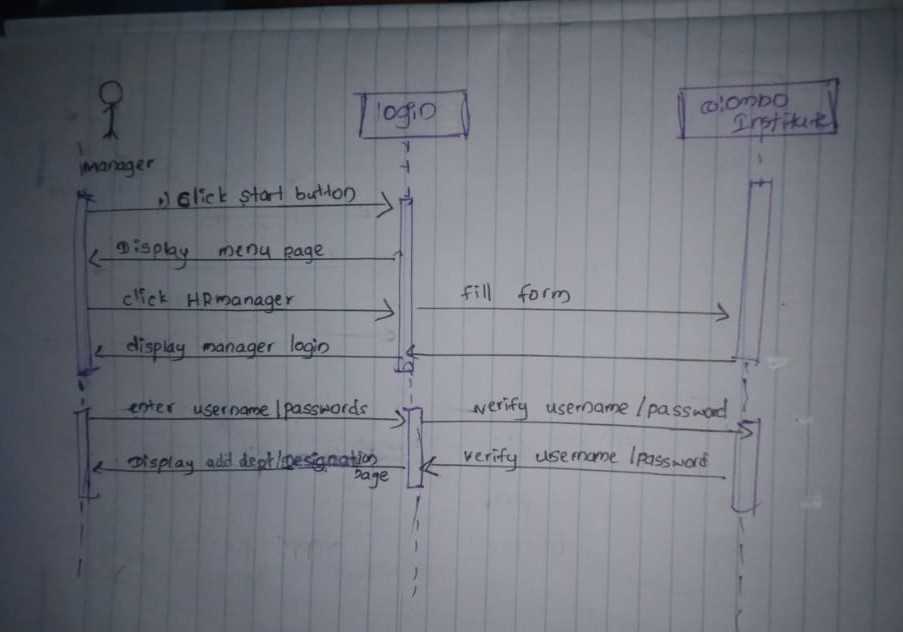 login
Colombo
Institute
manager
1) Click start button
Display menu page
click HRmanager
fill form
display manager login
enter username/passwords
verify username/password
Display add dept/Designation
page
verify username/password